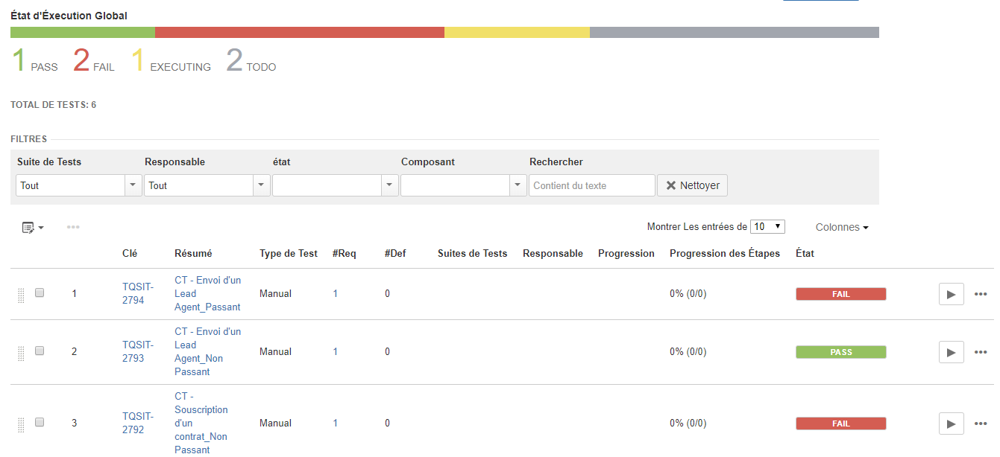 État d'Éxecution Global
1 PASS 2 FAIL 1 EXECUTING 2 TODO
TOTAL DE TESTS: 6
FILTRES
Suite de Tests Responsable état Composant Rechercher
Tout Tout Contient du texte Nettoyer
Montrer Les entrées de 10 Colonnes
Clé Résumé Type de Test #Req #Def Suites de Tests Responsable Progression Progression des Étapes État
1 TQSIT-2794 CT - Envoi d'un Lead Agent_Passant Manual 1 0 0% (0/0) FAIL
2 TQSIT-2793 CT - Envoi d'un Lead Agent_Non Passant Manual 1 0 0% (0/0) PASS
3 TQSIT-2792 CT - Souscription d'un contrat_Non Passant Manual 1 0 0% (0/0) FAIL